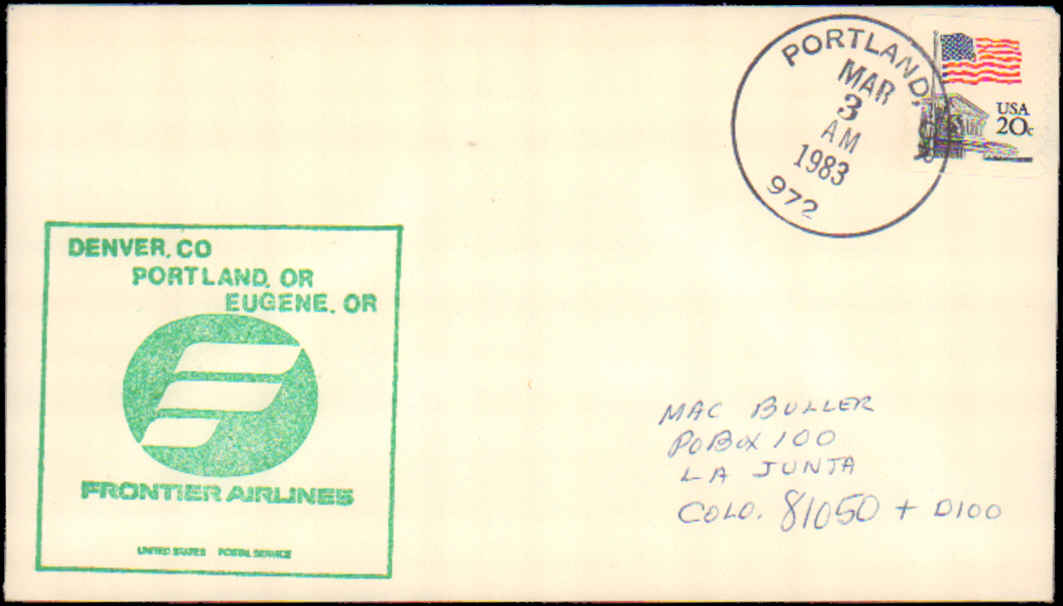 PORTLAND, OR
MAR
3
AM
1983
972
USA
20c
DENVER, CO
PORTLAND, OR
EUGENE, OR
FRONTIER AIRLINES
UNITED STATES POSTAL SERVICE
MAC BULLER
PO BOX 100
LA JUNTA
COLO. 81050 + 0100